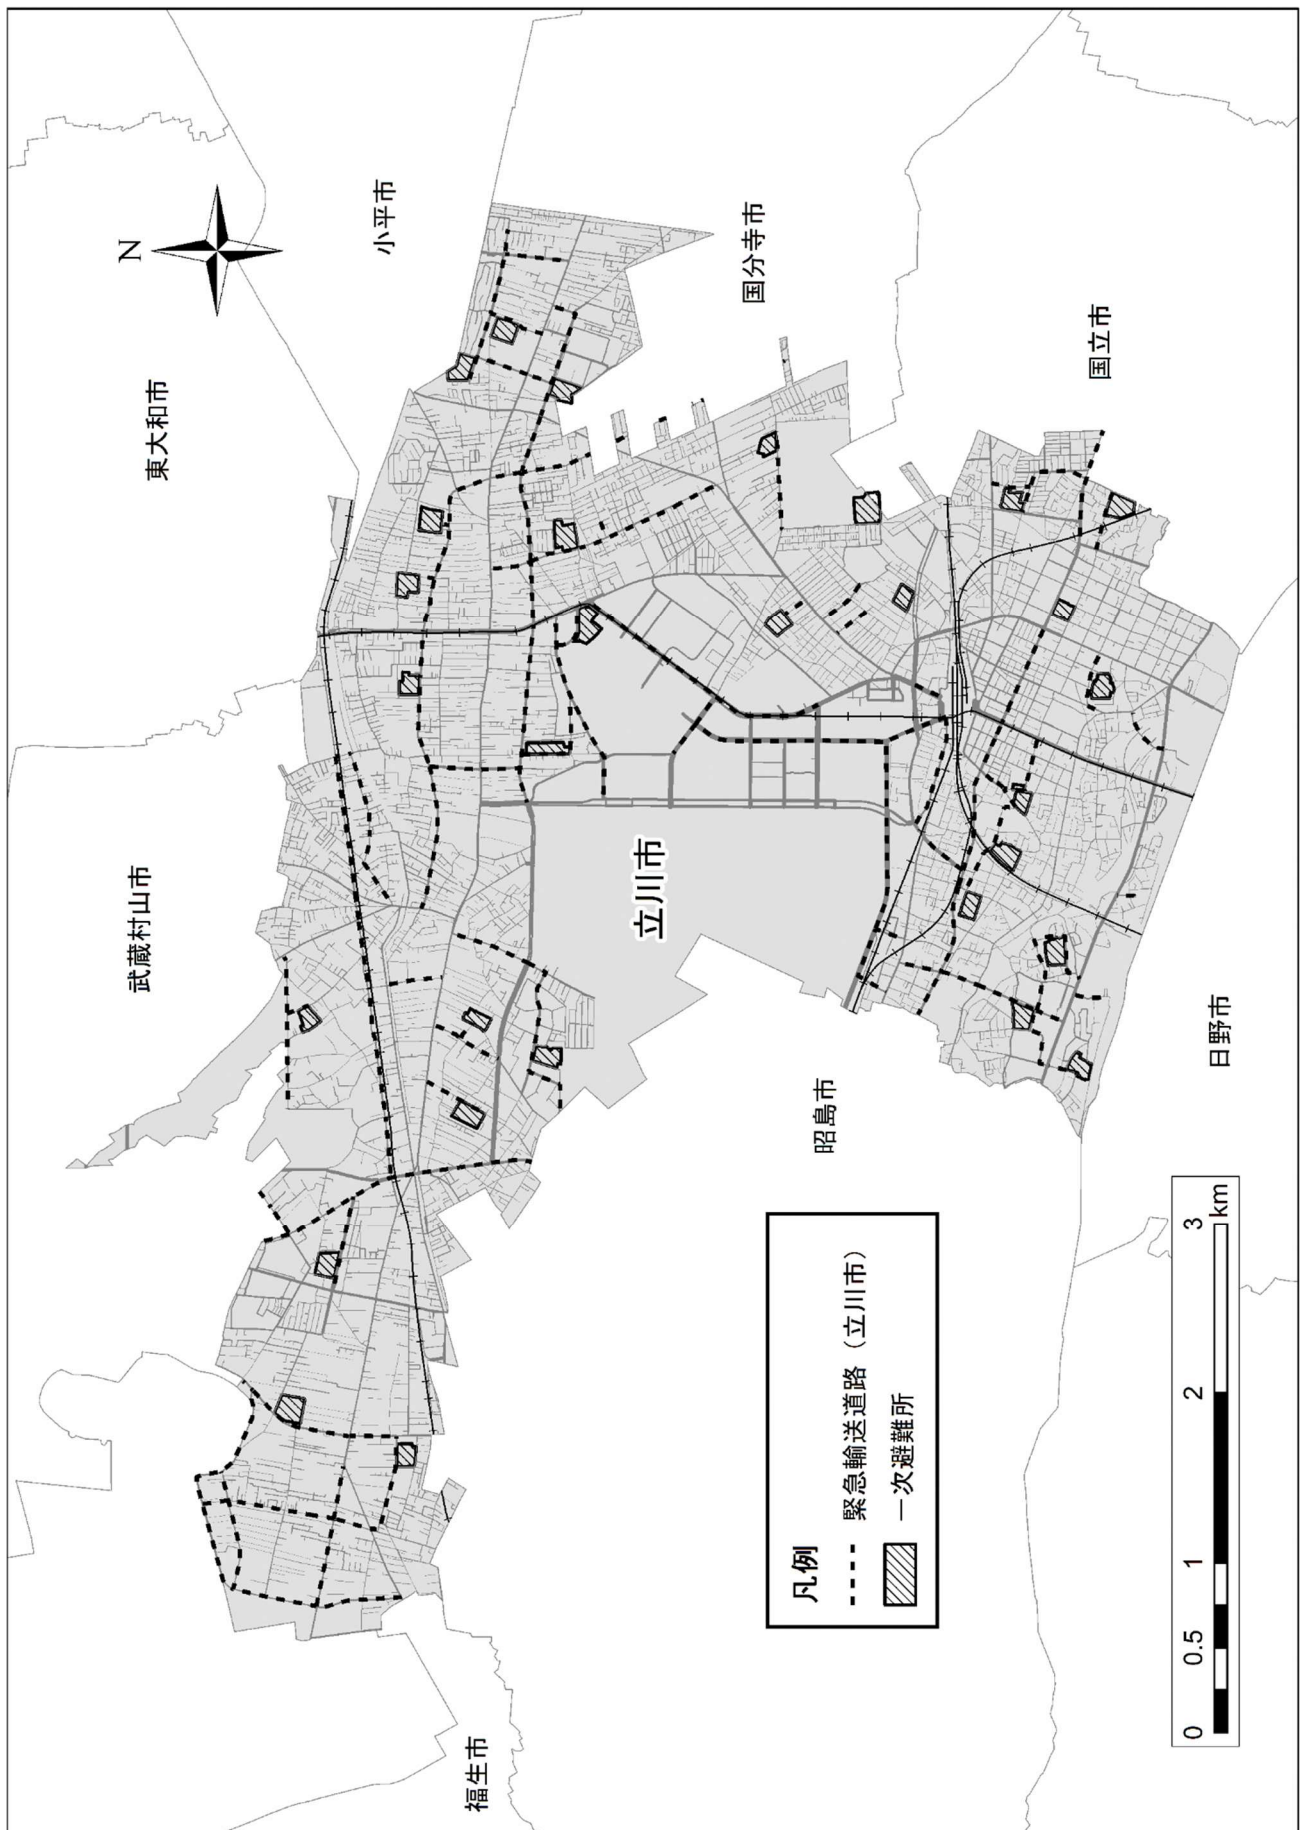 N
小平市
東大和市
国分寺市
国立市
武蔵村山市
立川市
昭島市
日野市
福生市
凡例
緊急輸送道路（立川市）
一次避難所
0 0.5 1 2 3
km